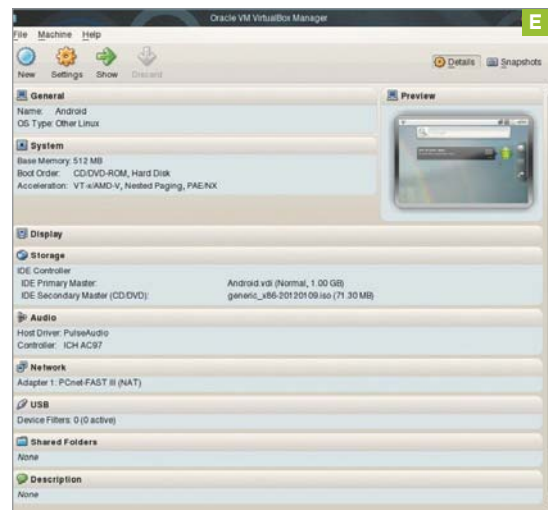 Oracle VM VirtualBox Manager
E
File Machine Help
New Settings Show Discard
Details Snapshots
General
Name: Android
OS Type: Other Linux
System
Base Memory: 512 MB
Boot Order: CD/DVD-ROM, Hard Disk
Acceleration: VT-x/AMD-V, Nested Paging, PAE/NX
Preview
Display
Storage
IDE Controller
IDE Primary Master: Android.vdi (Normal, 1.00 GB)
IDE Secondary Master (CD/DVD): generic_x86-20120109.iso (71.30 MB)
Audio
Host Driver: PulseAudio
Controller: ICH AC97
Network
Adapter 1: PCnet-FAST III (NAT)
USB
Device Filters: 0 (0 active)
Shared Folders
None
Description
None